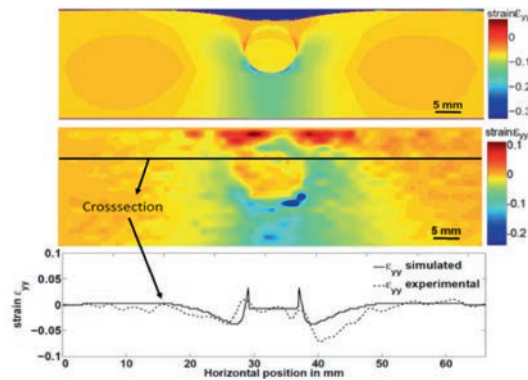 strain ε_yy
0
−0.1
−0.2
−0.3
5 mm
strain ε_yy
0.1
0
−0.1
−0.2
5 mm
Crosssection
0.1
0.05
0
−0.05
−0.1
strain ε_yy
ε_yy simulated
ε_yy experimental
0 10 20 30 40 50 60
Horizontal position in mm